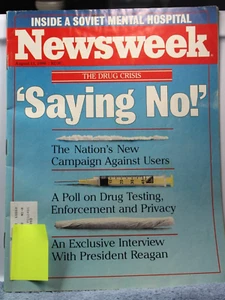 INSIDE A SOVIET MENTAL HOSPITAL
Newsweek
THE DRUG CRISIS
'Saying No!'
The Nation's New
Campaign Against Users
A Poll on Drug Testing,
Enforcement and Privacy
An Exclusive Interview
With President Reagan